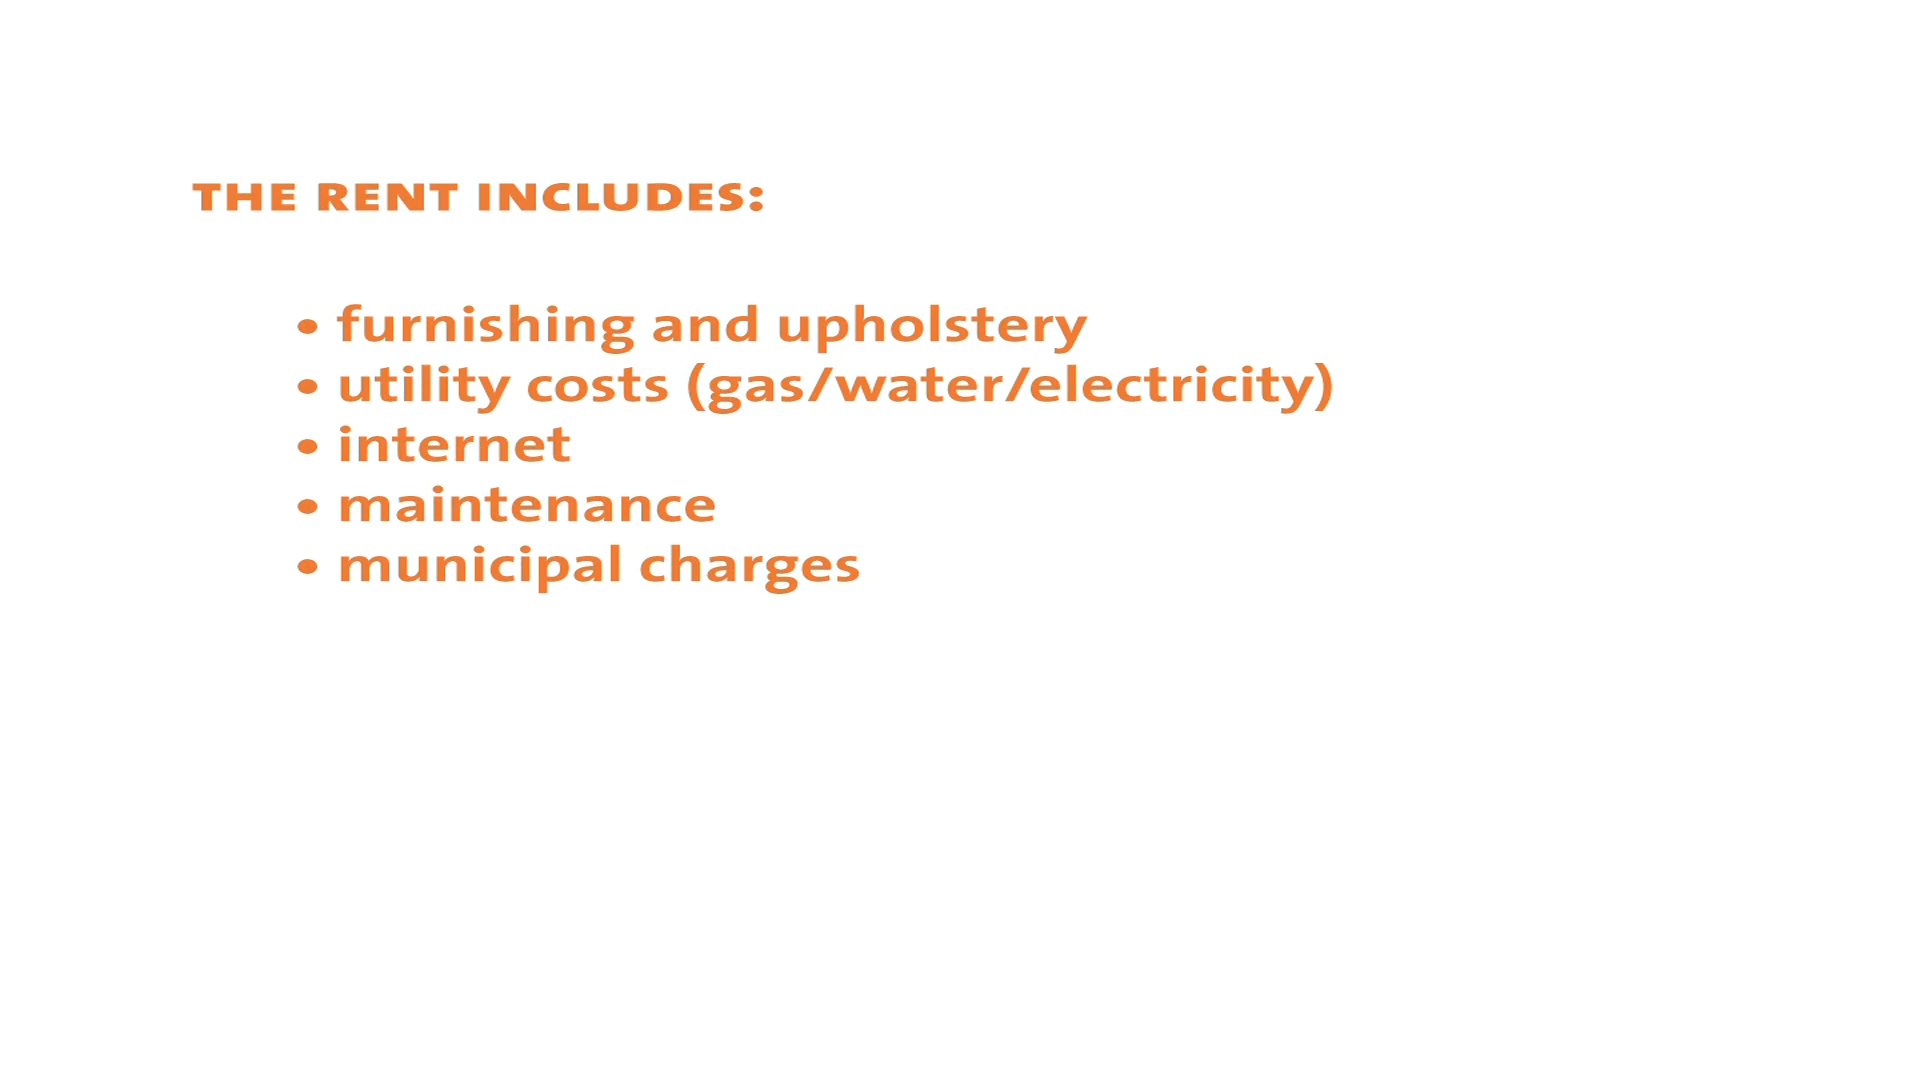 THE RENT INCLUDES:
• furnishing and upholstery
• utility costs (gas/water/electricity)
• internet
• maintenance
• municipal charges